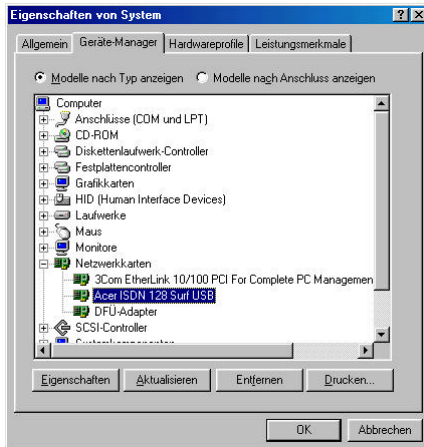 Eigenschaften von System
Allgemein Geräte-Manager Hardwareprofile Leistungsmerkmale
Modelle nach Typ anzeigen Modelle nach Anschluss anzeigen
Computer
Anschlüsse (COM und LPT)
CD-ROM
Diskettenlaufwerk-Controller
Festplattencontroller
Grafikkarten
HID (Human Interface Devices)
Laufwerke
Maus
Monitore
Netzwerkkarten
3Com EtherLink 10/100 PCI For Complete PC Managemen
Acer ISDN 128 Surf USB
DFÜ-Adapter
SCSI-Controller
Systemkomponenten
Eigenschaften Aktualisieren Entfernen Drucken...
OK Abbrechen